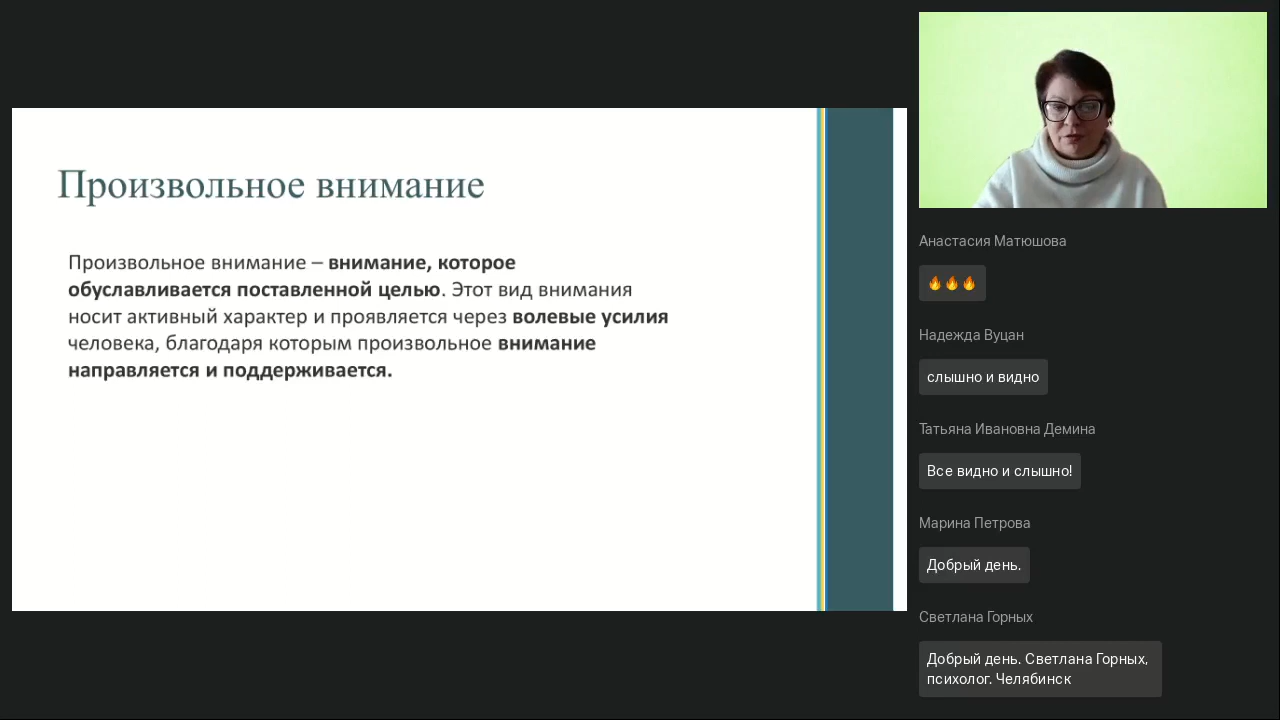 Произвольное внимание
Произвольное внимание – внимание, которое
обуславливается поставленной целью. Этот вид внимания
носит активный характер и проявляется через волевые усилия
человека, благодаря которым произвольное внимание
направляется и поддерживается.
Анастасия Матюшова
🔥🔥🔥
Надежда Вуцан
слышно и видно
Татьяна Ивановна Демина
Все видно и слышно!
Марина Петрова
Добрый день.
Светлана Горных
Добрый день. Светлана Горных,
психолог. Челябинск